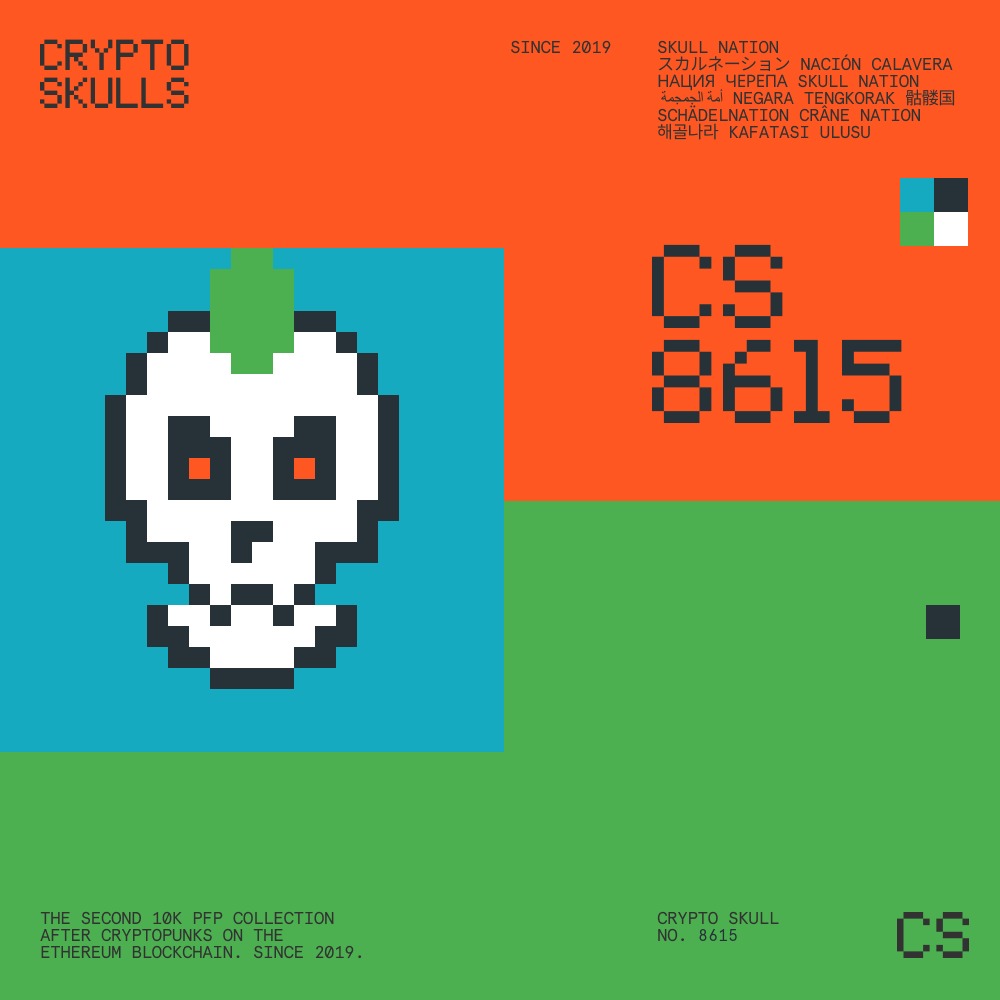 CRYPTO
SKULLS
SINCE 2019
SKULL NATION
スカルネーション NACIÓN CALAVERA
НАЦИЯ ЧЕРЕПА SKULL NATION
أمة الجمجمة NEGARA TENGKORAK 骷髅国
SCHÄDELNATION CRÂNE NATION
해골나라 KAFATASI ULUSU
CS
8615
THE SECOND 10K PFP COLLECTION
AFTER CRYPTOPUNKS ON THE
ETHEREUM BLOCKCHAIN. SINCE 2019.
CRYPTO SKULL
NO. 8615
CS